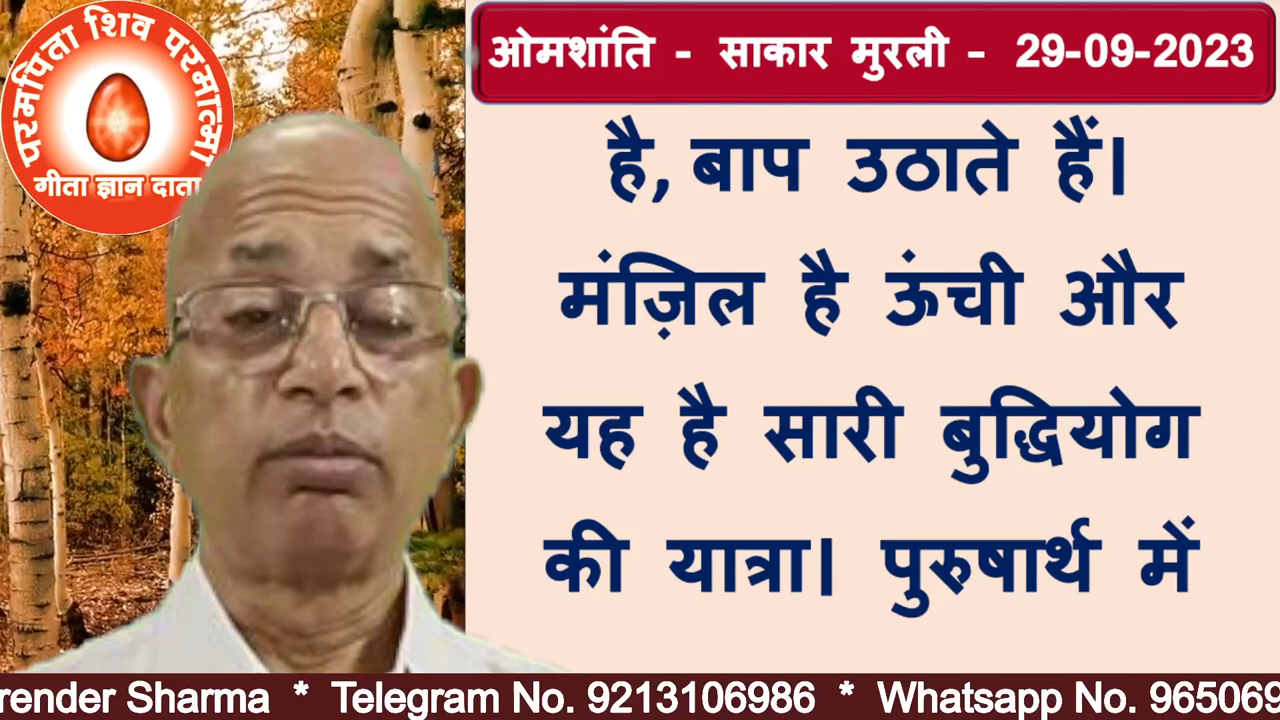 परमपिता शिव परमात्मा
गीता ज्ञान दाता
ओमशांति - साकार मुरली - 29-09-2023
है, बाप उठाते हैं।
मंज़िल है ऊंची और
यह है सारी बुद्धियोग
की यात्रा। पुरुषार्थ में
render Sharma * Telegram No. 9213106986 * Whatsapp No. 965069